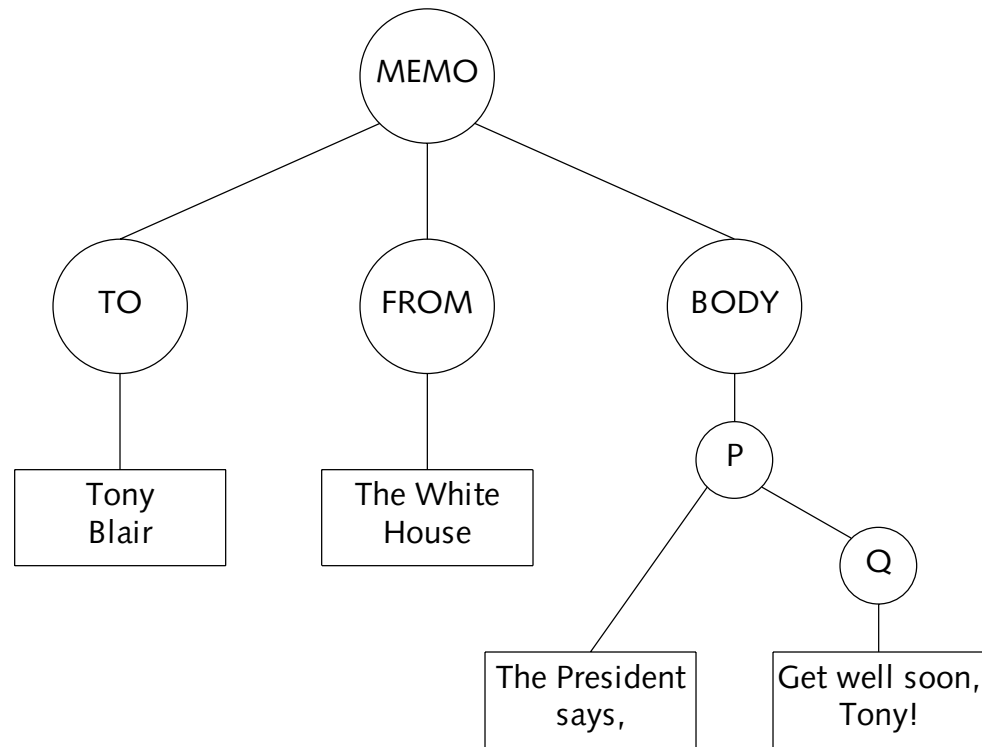 MEMO
TO
FROM
BODY
P
Tony
Blair
The White
House
Q
The President
says,
Get well soon,
Tony!